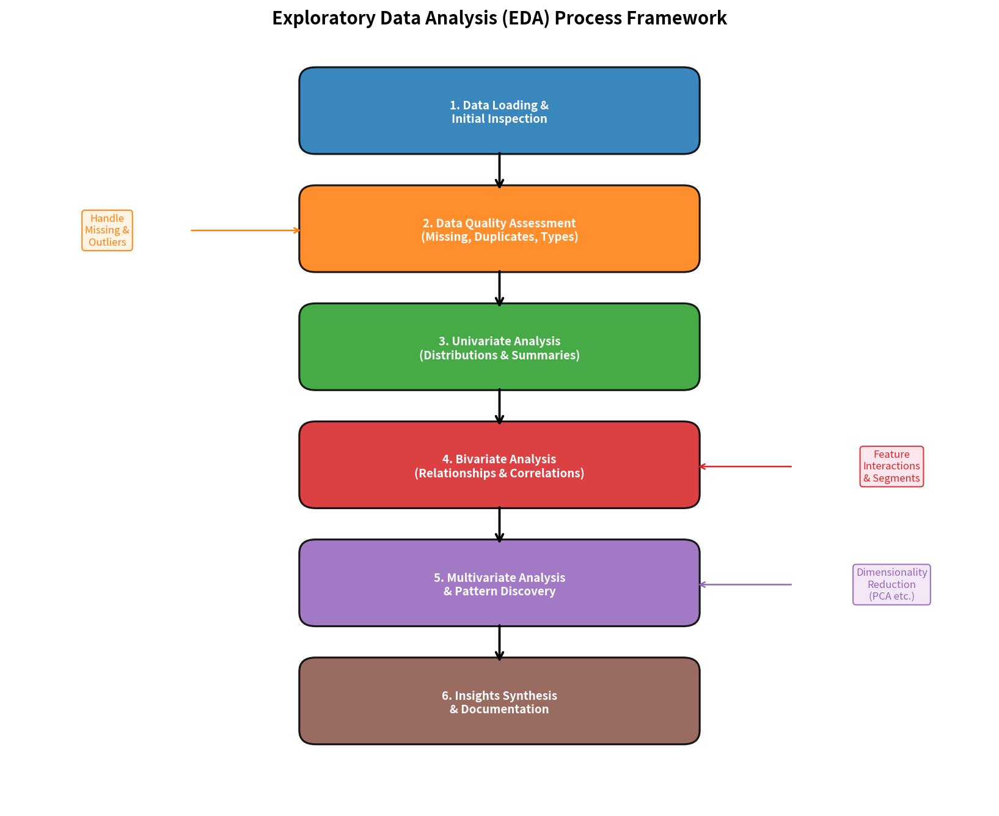 Exploratory Data Analysis (EDA) Process Framework
1. Data Loading &
Initial Inspection
Handle
Missing &
Outliers
2. Data Quality Assessment
(Missing, Duplicates, Types)
3. Univariate Analysis
(Distributions & Summaries)
4. Bivariate Analysis
(Relationships & Correlations)
Feature
Interactions
& Segments
5. Multivariate Analysis
& Pattern Discovery
Dimensionality
Reduction
(PCA etc.)
6. Insights Synthesis
& Documentation